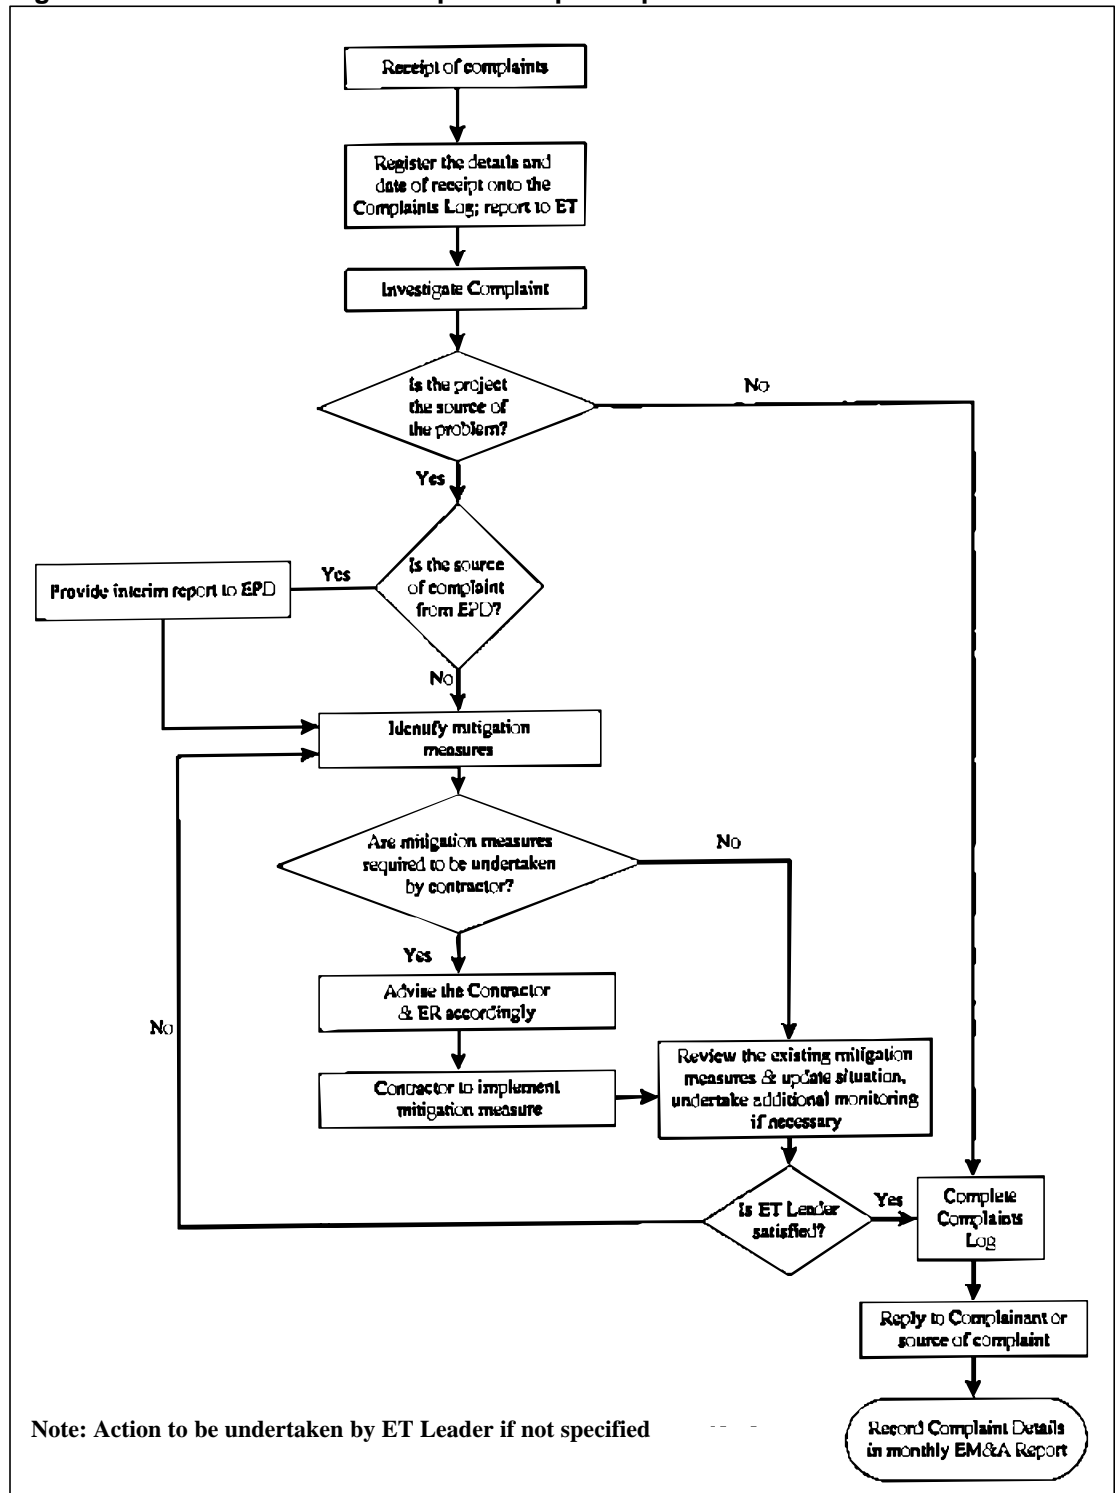 Receipt of complaints
Register the details and
date of receipt onto the
Complaints Log; report to ET
Investigate Complaint
Is the project
the source of
the problem?
No
Yes
Is the source
of complaint
from EPD?
Yes
Provide interim report to EPD
No
Identify mitigation
measures
Are mitigation measures
required to be undertaken
by contractor?
No
Yes
Advise the Contractor
& ER accordingly
No
Contractor to implement
mitigation measure
Review the existing mitigation
measures & update situation,
undertake additional monitoring
if necessary
Is ET Leader
satisfied?
Yes
Complete
Complaints
Log
Reply to Complainant or
source of complaint
Record Complaint Details
in monthly EM&A Report
Note: Action to be undertaken by ET Leader if not specified